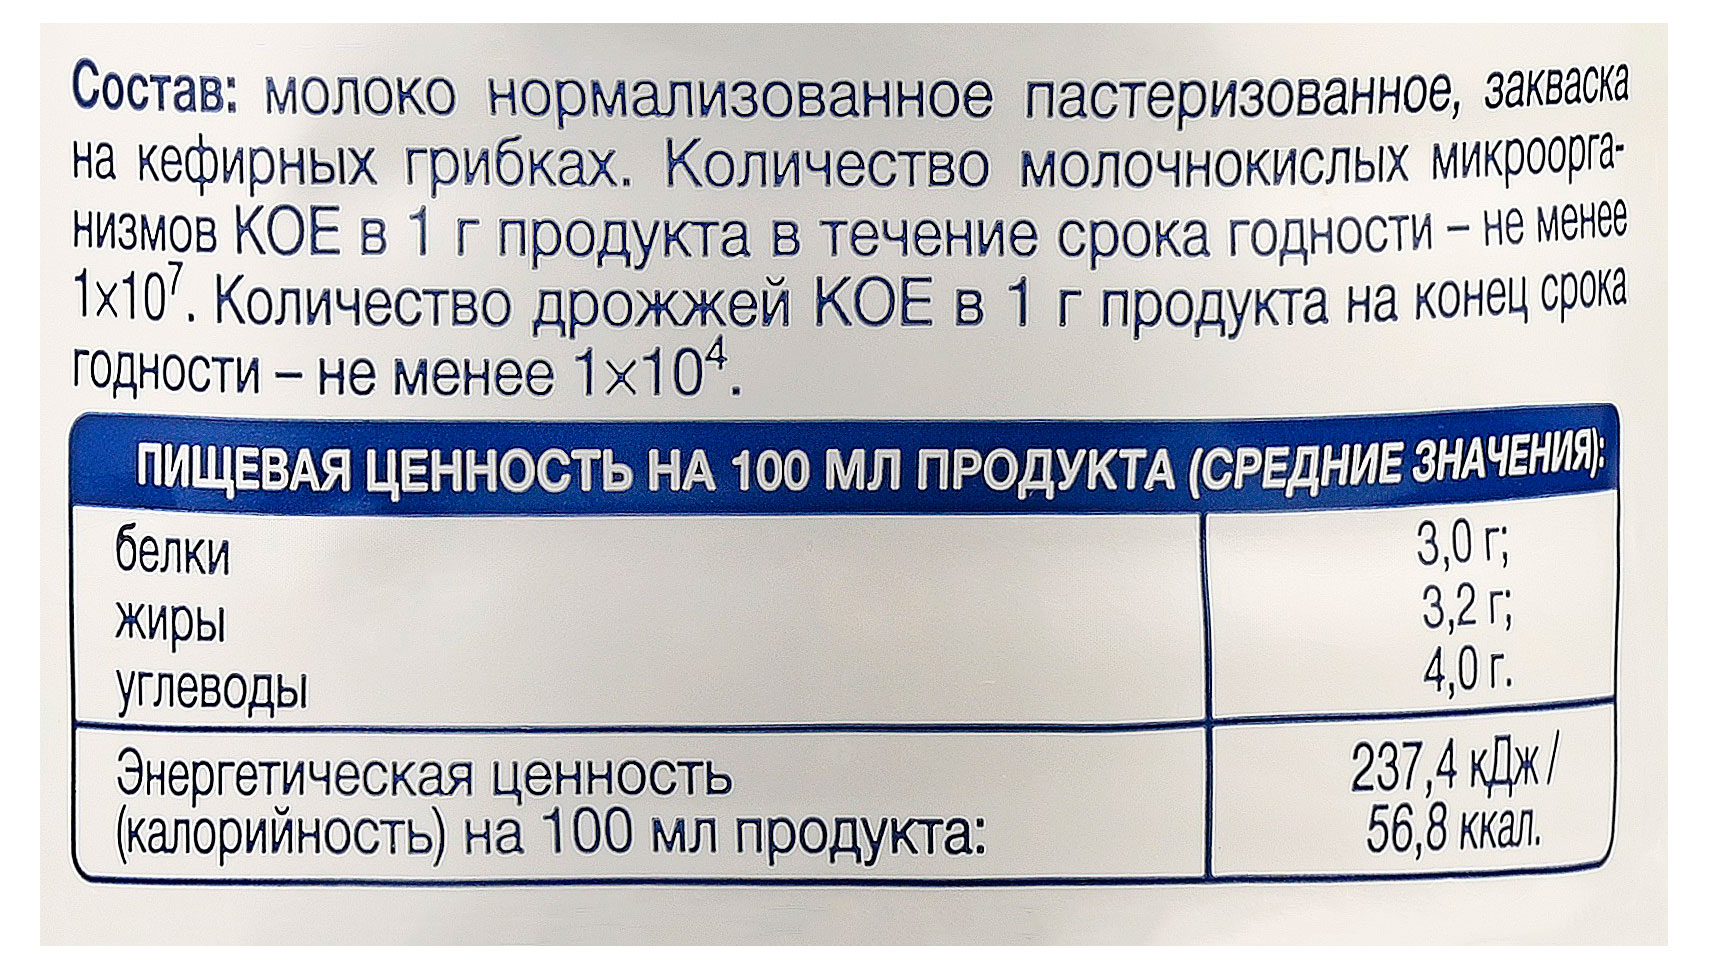 Состав: молоко нормализованное пастеризованное, закваска
на кефирных грибках. Количество молочнокислых микроорга-
низмов КОЕ в 1 г продукта в течение срока годности – не менее
1х10⁷. Количество дрожжей КОЕ в 1 г продукта на конец срока
годности – не менее 1х10⁴.
ПИЩЕВАЯ ЦЕННОСТЬ НА 100 МЛ ПРОДУКТА (СРЕДНИЕ ЗНАЧЕНИЯ):
белки 3,0 г;
жиры 3,2 г;
углеводы 4,0 г.
Энергетическая ценность 237,4 кДж /
(калорийность) на 100 мл продукта: 56,8 ккал.